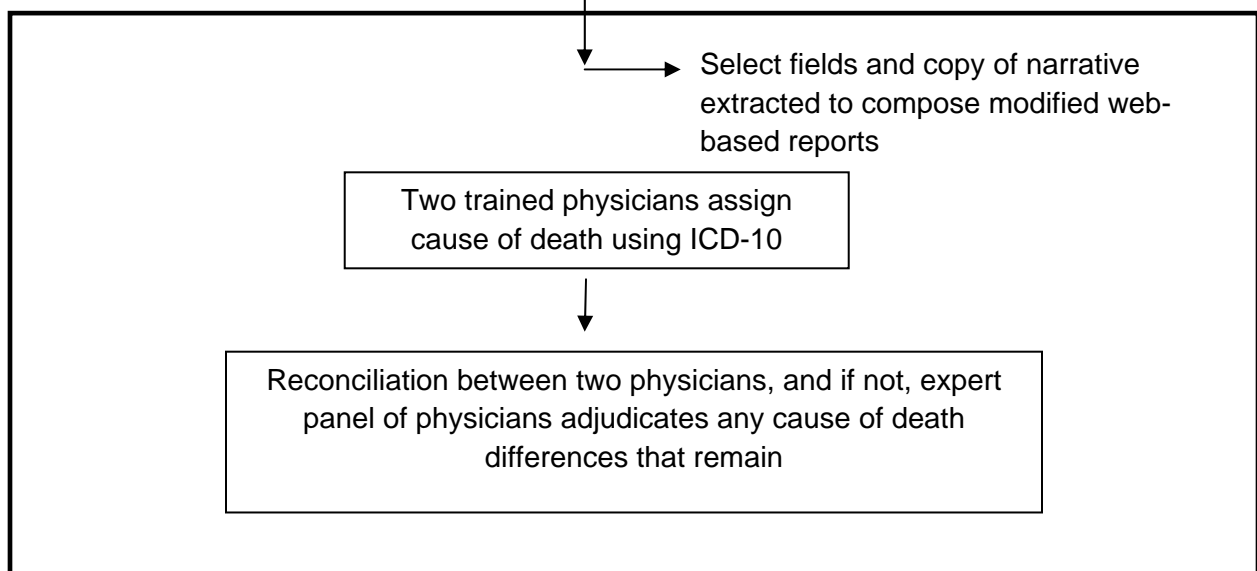 Select fields and copy of narrative
extracted to compose modified web-
based reports
Two trained physicians assign
cause of death using ICD-10
Reconciliation between two physicians, and if not, expert
panel of physicians adjudicates any cause of death
differences that remain